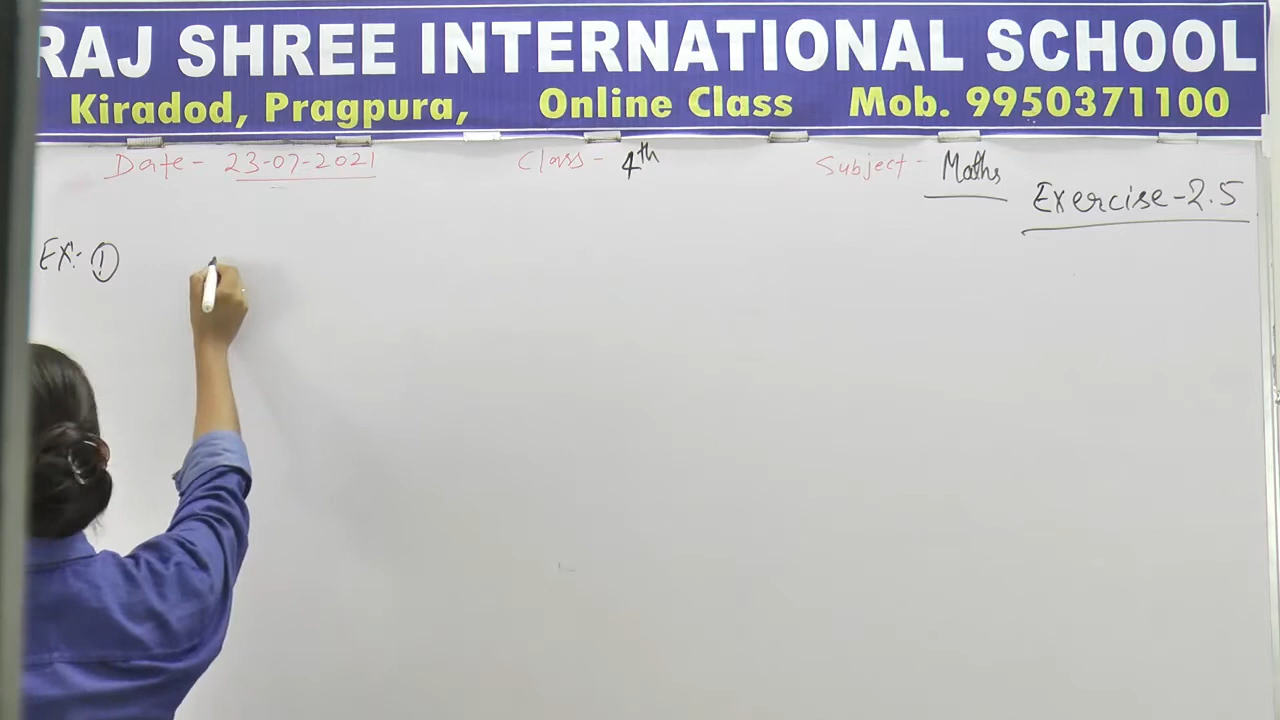 RAJ SHREE INTERNATIONAL SCHOOL
Kiradod, Pragpura, Online Class Mob. 9950371100
Date - 23-07-2021 Class - 4th Subject - Maths
Exercise - 2.5
EX:- ①